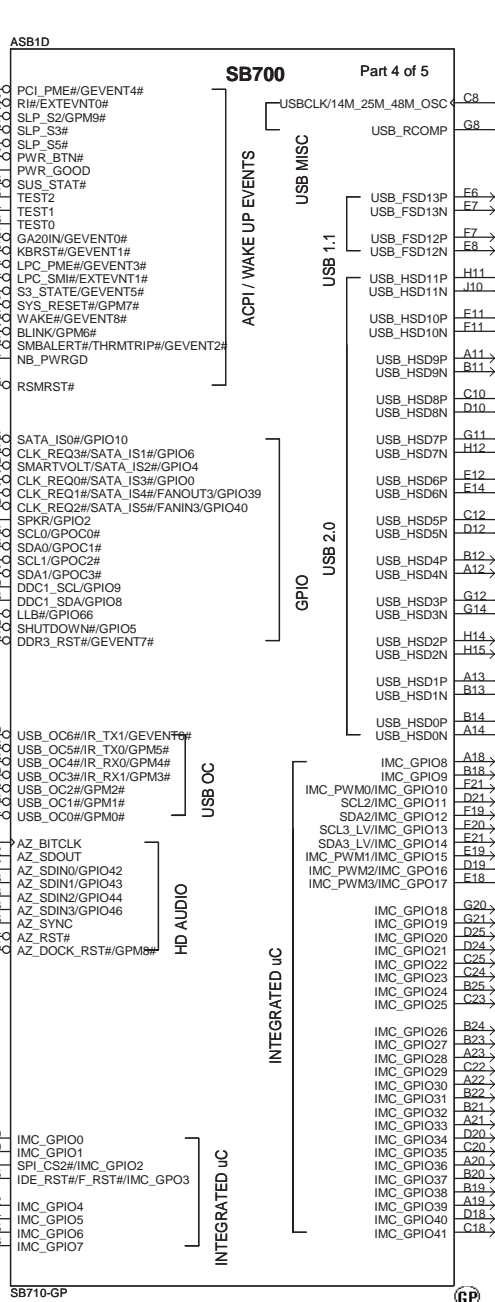 ASB1D
SB700
Part 4 of 5
PCI_PME#/GEVENT4#
RI#/EXTEVNT0#
SLP_S2/GPM9#
SLP_S3#
SLP_S5#
PWR_BTN#
PWR_GOOD
SUS_STAT#
TEST2
TEST1
TEST0
GA20IN/GEVENT0#
KBRST#/GEVENT1#
LPC_PME#/GEVENT3#
LPC_SMI#/EXTEVNT1#
S3_STATE/GEVENT5#
SYS_RESET#/GPM7#
WAKE#/GEVENT8#
BLINK/GPM6#
SMBALERT#/THRMTRIP#/GEVENT2#
NB_PWRGD
RSMRST#
ACPI / WAKE UP EVENTS
SATA_IS0#/GPIO10
CLK_REQ3#/SATA_IS1#/GPIO6
SMARTVOLT/SATA_IS2#/GPIO4
CLK_REQ0#/SATA_IS3#/GPIO0
CLK_REQ1#/SATA_IS4#/FANOUT3/GPIO39
CLK_REQ2#/SATA_IS5#/FANIN3/GPIO40
SPKR/GPIO2
SCL0/GPOC0#
SDA0/GPOC1#
SCL1/GPOC2#
SDA1/GPOC3#
DDC1_SCL/GPIO9
DDC1_SDA/GPIO8
LLB#/GPIO66
SHUTDOWN#/GPIO5
DDR3_RST#/GEVENT7#
GPIO
USB_OC6#/IR_TX1/GEVENT6#
USB_OC5#/IR_TX0/GPM5#
USB_OC4#/IR_RX0/GPM4#
USB_OC3#/IR_RX1/GPM3#
USB_OC2#/GPM2#
USB_OC1#/GPM1#
USB_OC0#/GPM0#
USB OC
AZ_BITCLK
AZ_SDOUT
AZ_SDIN0/GPIO42
AZ_SDIN1/GPIO43
AZ_SDIN2/GPIO44
AZ_SDIN3/GPIO46
AZ_SYNC
AZ_RST#
AZ_DOCK_RST#/GPM8#
HD AUDIO
IMC_GPIO0
IMC_GPIO1
SPI_CS2#/IMC_GPIO2
IDE_RST#/F_RST#/IMC_GPO3
IMC_GPIO4
IMC_GPIO5
IMC_GPIO6
IMC_GPIO7
INTEGRATED uC
USBCLK/14M_25M_48M_OSC C8
USB_RCOMP G8
USB MISC
USB_FSD13P E6
USB_FSD13N E7
USB_FSD12P F7
USB_FSD12N E8
USB 1.1
USB_HSD11P H11
USB_HSD11N J10
USB_HSD10P E11
USB_HSD10N F11
USB_HSD9P A11
USB_HSD9N B11
USB_HSD8P C10
USB_HSD8N D10
USB_HSD7P G11
USB_HSD7N H12
USB_HSD6P E12
USB_HSD6N E14
USB_HSD5P C12
USB_HSD5N D12
USB_HSD4P B12
USB_HSD4N A12
USB_HSD3P G12
USB_HSD3N G14
USB_HSD2P H14
USB_HSD2N H15
USB_HSD1P A13
USB_HSD1N B13
USB_HSD0P B14
USB_HSD0N A14
USB 2.0
IMC_GPIO8 A18
IMC_GPIO9 B18
IMC_PWM0/IMC_GPIO10 F21
SCL2/IMC_GPIO11 D21
SDA2/IMC_GPIO12 F19
SCL3_LV/IMC_GPIO13 E20
SDA3_LV/IMC_GPIO14 E21
IMC_PWM1/IMC_GPIO15 E19
IMC_PWM2/IMC_GPO16 D19
IMC_PWM3/IMC_GPO17 E18
IMC_GPIO18 G20
IMC_GPIO19 G21
IMC_GPIO20 D25
IMC_GPIO21 D24
IMC_GPIO22 C25
IMC_GPIO23 C24
IMC_GPIO24 B25
IMC_GPIO25 C23
IMC_GPIO26 B24
IMC_GPIO27 B23
IMC_GPIO28 A23
IMC_GPIO29 C22
IMC_GPIO30 A22
IMC_GPIO31 B22
IMC_GPIO32 B21
IMC_GPIO33 A21
IMC_GPIO34 D20
IMC_GPIO35 C20
IMC_GPIO36 A20
IMC_GPIO37 B20
IMC_GPIO38 B19
IMC_GPIO39 A19
IMC_GPIO40 D18
IMC_GPIO41 C18
INTEGRATED uC
SB710-GP
GP